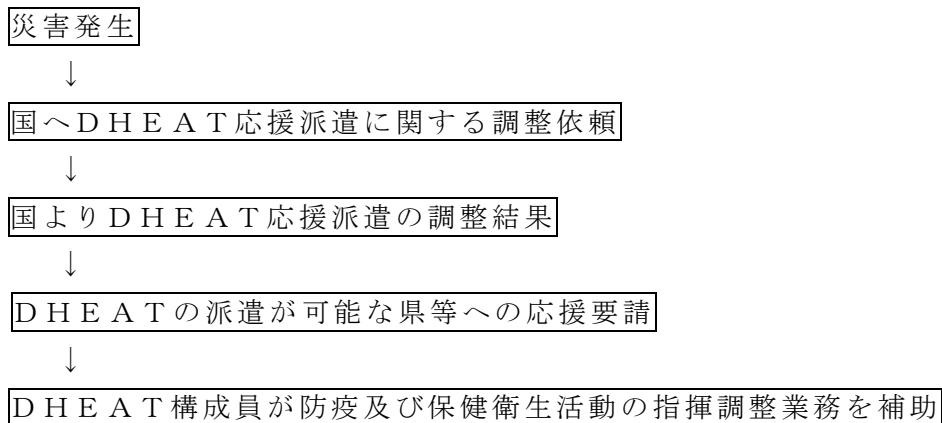 災害発生
↓
国へDHEAT応援派遣に関する調整依頼
↓
国よりDHEAT応援派遣の調整結果
↓
DHEATの派遣が可能な県等への応援要請
↓
DHEAT構成員が防疫及び保健衛生活動の指揮調整業務を補助